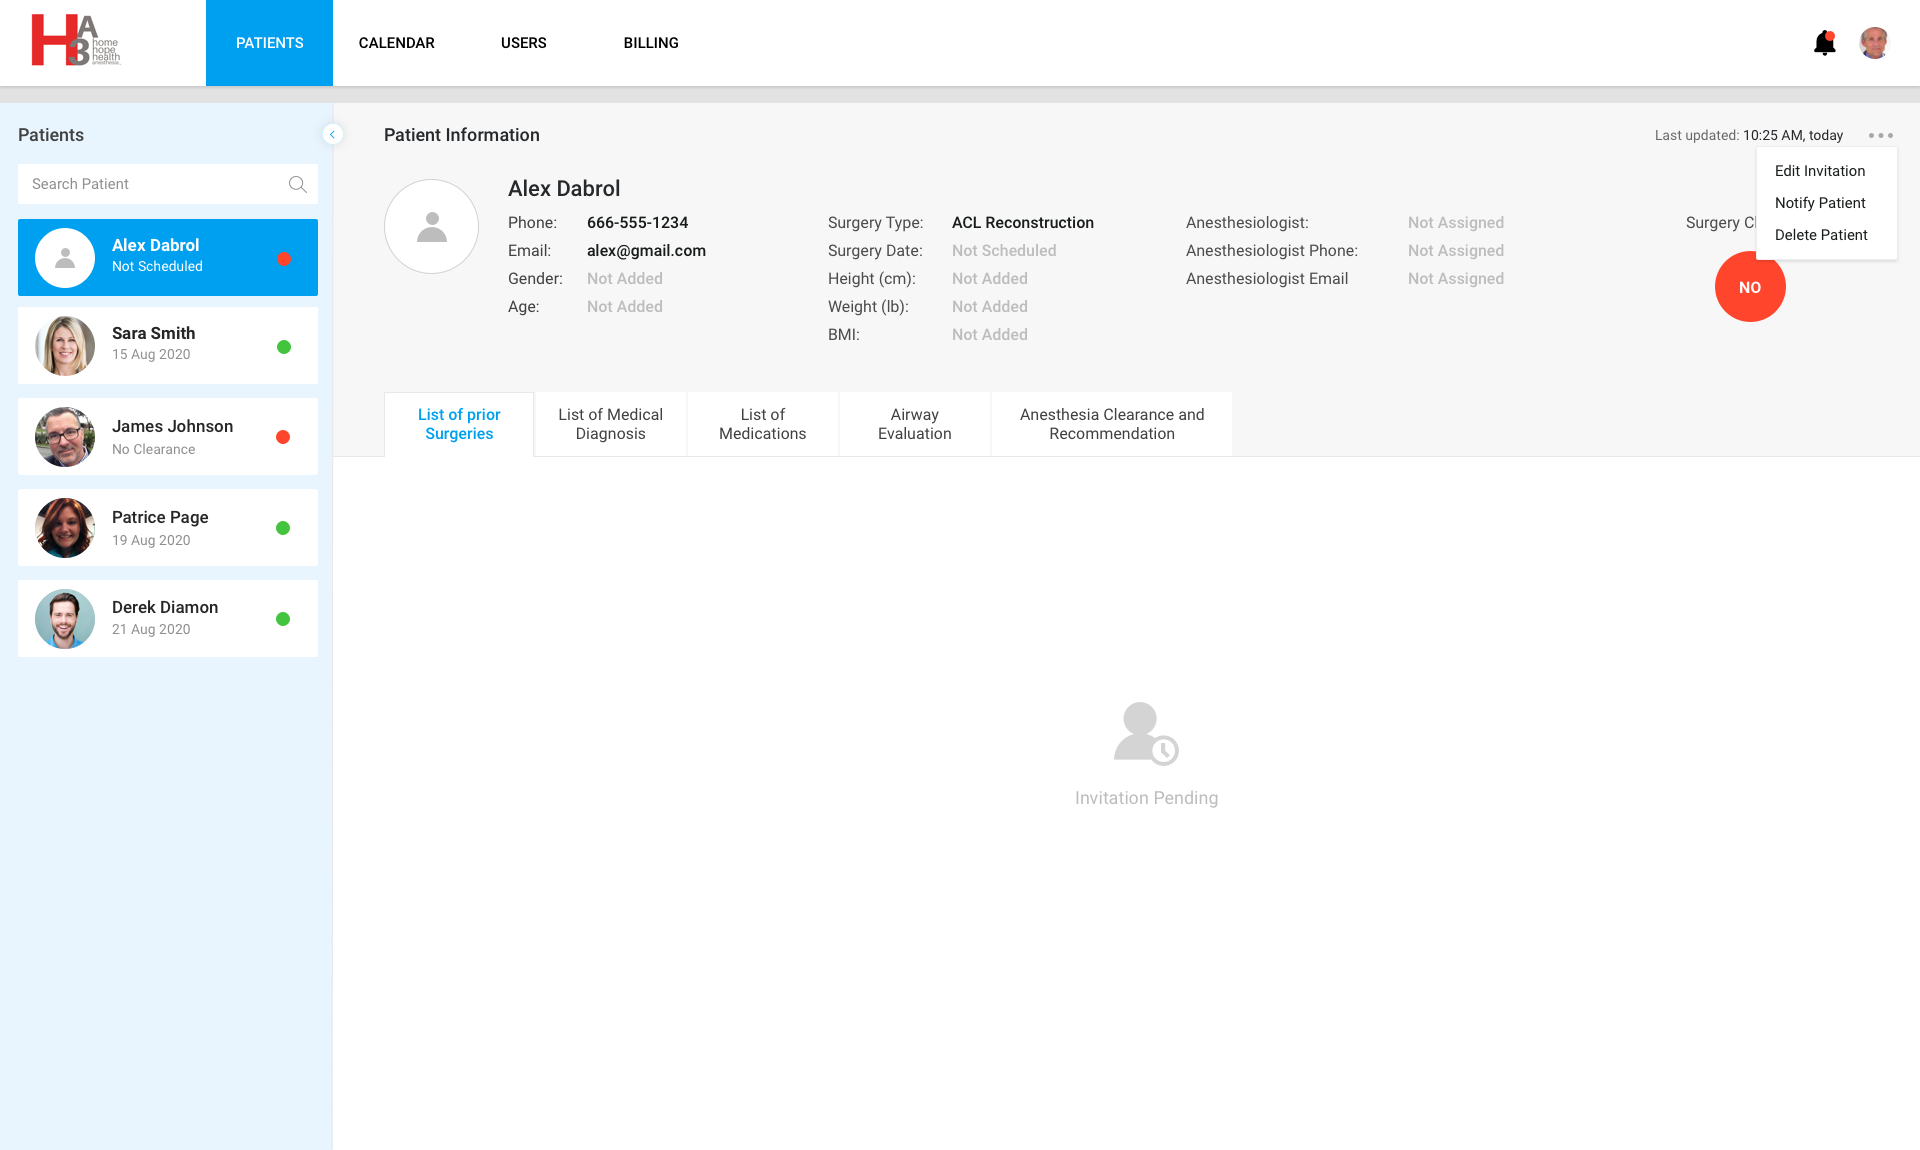 HA3
home
hope
health
anesthesia
PATIENTS
CALENDAR
USERS
BILLING
Patients
Search Patient
Alex Dabrol
Not Scheduled
Sara Smith
15 Aug 2020
James Johnson
No Clearance
Patrice Page
19 Aug 2020
Derek Diamon
21 Aug 2020
Patient Information
Last updated: 10:25 AM, today
Edit Invitation
Notify Patient
Delete Patient
Alex Dabrol
Phone: 666-555-1234
Email: alex@gmail.com
Gender: Not Added
Age: Not Added
Surgery Type: ACL Reconstruction
Surgery Date: Not Scheduled
Height (cm): Not Added
Weight (lb): Not Added
BMI: Not Added
Anesthesiologist: Not Assigned
Anesthesiologist Phone: Not Assigned
Anesthesiologist Email Not Assigned
Surgery
NO
List of prior
Surgeries
List of Medical
Diagnosis
List of
Medications
Airway
Evaluation
Anesthesia Clearance and
Recommendation
Invitation Pending